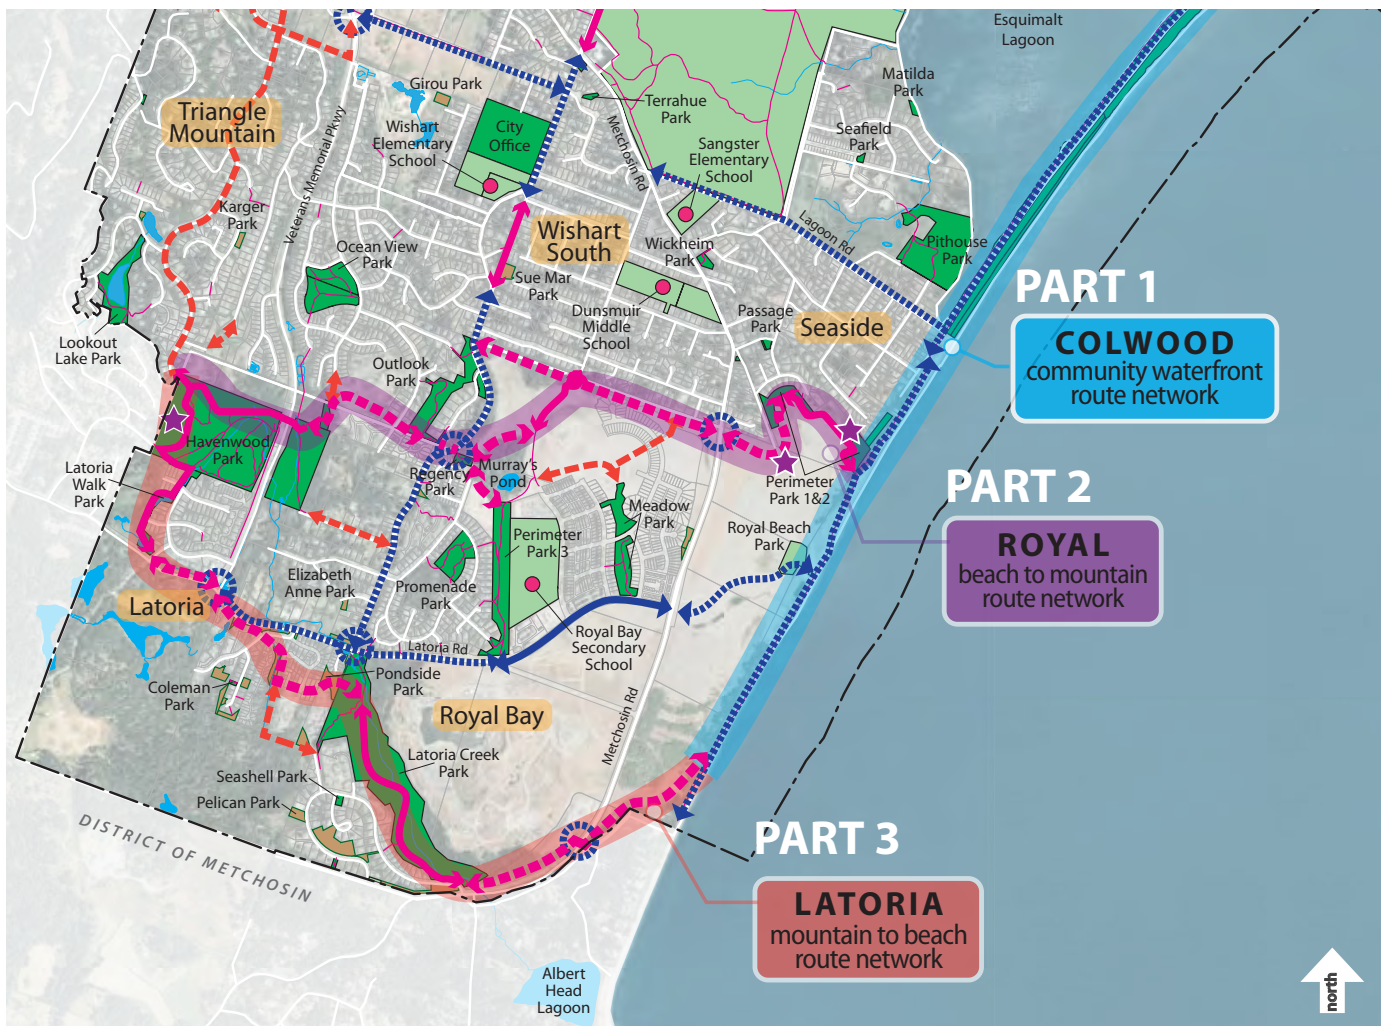 Esquimalt
Lagoon
Matilda
Park
Girou Park
Terrahue
Park
Triangle
Mountain
Wishart
Elementary
School
City
Office
Metchosin Rd
Seafield
Park
Sangster
Elementary
School
Veterans Memorial Pkwy
Karger
Park
Ocean View
Park
Wishart
South
Wickheim
Park
Lagoon Rd
Pithouse
Park
Sue Mar
Park
Dunsmuir
Middle
School
Passage
Park
Seaside
PART 1
COLWOOD
community waterfront
route network
Lookout
Lake Park
Outlook
Park
Havenwood
Park
Latoria
Walk
Park
Regency
Park
Murray's
Pond
Perimeter
Park 1&2
PART 2
ROYAL
beach to mountain
route network
Meadow
Park
Royal Beach
Park
Perimeter
Park 3
Elizabeth
Anne Park
Promenade
Park
Latoria
Latoria Rd
Royal Bay
Secondary
School
Coleman
Park
Pondside
Park
Royal Bay
Metchosin Rd
Latoria Creek
Park
Seashell Park
Pelican Park
DISTRICT OF METCHOSIN
PART 3
LATORIA
mountain to beach
route network
Albert
Head
Lagoon
north